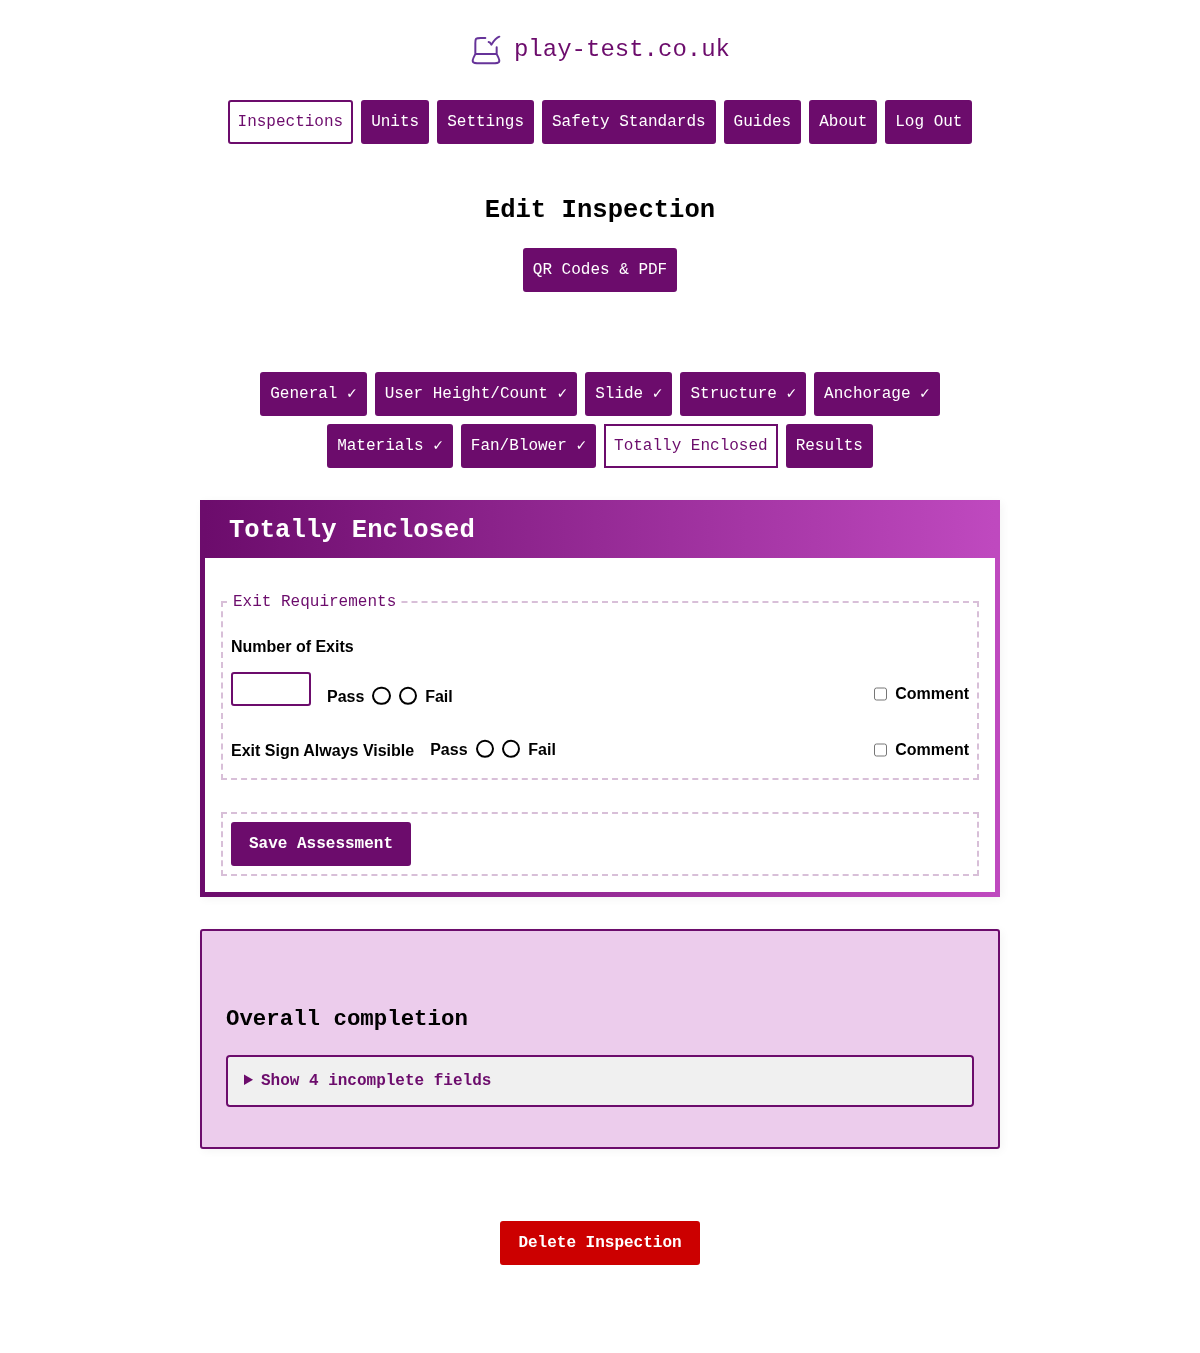 play-test.co.uk
Inspections Units Settings Safety Standards Guides About Log Out
Edit Inspection
QR Codes & PDF
General ✓ User Height/Count ✓ Slide ✓ Structure ✓ Anchorage ✓
Materials ✓ Fan/Blower ✓ Totally Enclosed Results
Totally Enclosed
Exit Requirements
Number of Exits
Pass Fail Comment
Exit Sign Always Visible Pass Fail Comment
Save Assessment
Overall completion
Show 4 incomplete fields
Delete Inspection